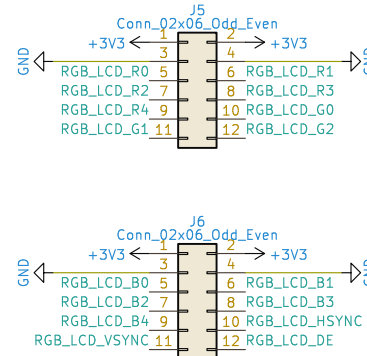 J5
Conn_02x06_Odd_Even
+3V3 1 2 +3V3
GND 3 4 GND
RGB_LCD_R0 5 6 RGB_LCD_R1
RGB_LCD_R2 7 8 RGB_LCD_R3
RGB_LCD_R4 9 10 RGB_LCD_G0
RGB_LCD_G1 11 12 RGB_LCD_G2
J6
Conn_02x06_Odd_Even
+3V3 1 2 +3V3
GND 3 4 GND
RGB_LCD_B0 5 6 RGB_LCD_B1
RGB_LCD_B2 7 8 RGB_LCD_B3
RGB_LCD_B4 9 10 RGB_LCD_HSYNC
RGB_LCD_VSYNC 11 12 RGB_LCD_DE